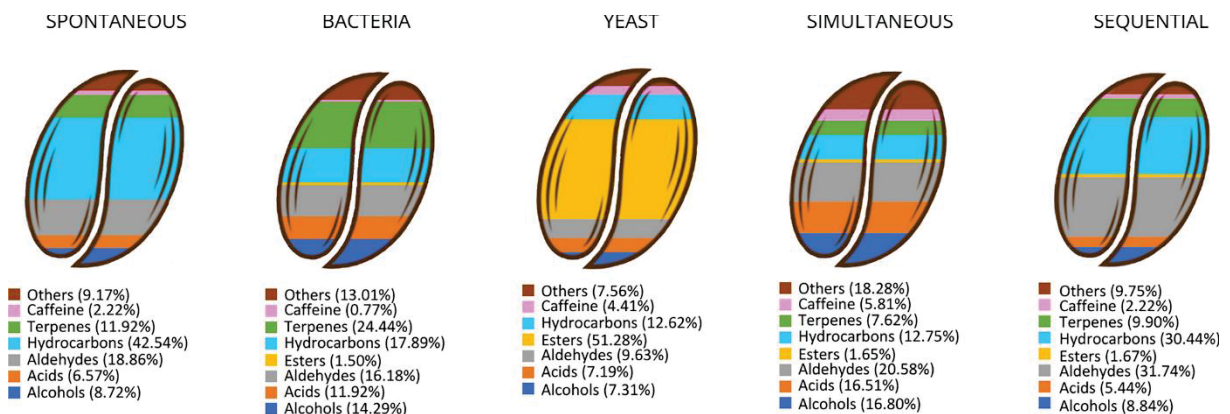 SPONTANEOUS
BACTERIA
YEAST
SIMULTANEOUS
SEQUENTIAL
Others (9.17%)
Caffeine (2.22%)
Terpenes (11.92%)
Hydrocarbons (42.54%)
Aldehydes (18.86%)
Acids (6.57%)
Alcohols (8.72%)
Others (13.01%)
Caffeine (0.77%)
Terpenes (24.44%)
Hydrocarbons (17.89%)
Esters (1.50%)
Aldehydes (16.18%)
Acids (11.92%)
Alcohols (14.29%)
Others (7.56%)
Caffeine (4.41%)
Hydrocarbons (12.62%)
Esters (51.28%)
Aldehydes (9.63%)
Acids (7.19%)
Alcohols (7.31%)
Others (18.28%)
Caffeine (5.81%)
Terpenes (7.62%)
Hydrocarbons (12.75%)
Esters (1.65%)
Aldehydes (20.58%)
Acids (16.51%)
Alcohols (16.80%)
Others (9.75%)
Caffeine (2.22%)
Terpenes (9.90%)
Hydrocarbons (30.44%)
Esters (1.67%)
Aldehydes (31.74%)
Acids (5.44%)
Alcohols (8.84%)